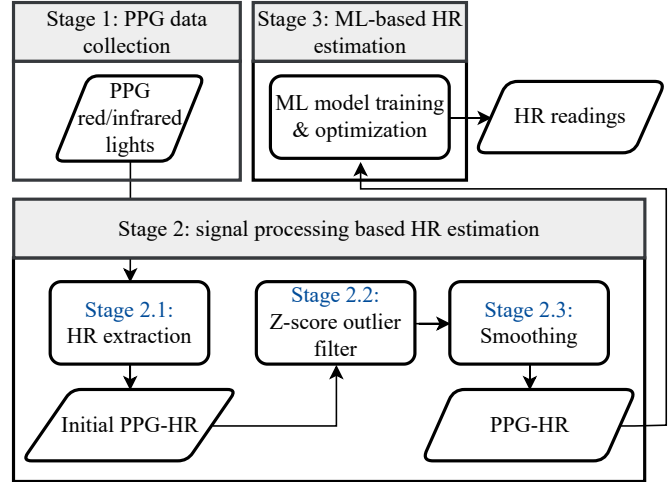 Stage 1: PPG data
collection
PPG
red/infrared
lights
Stage 3: ML-based HR
estimation
ML model training
& optimization
HR readings
Stage 2: signal processing based HR estimation
Stage 2.1:
HR extraction
Initial PPG-HR
Stage 2.2:
Z-score outlier
filter
Stage 2.3:
Smoothing
PPG-HR